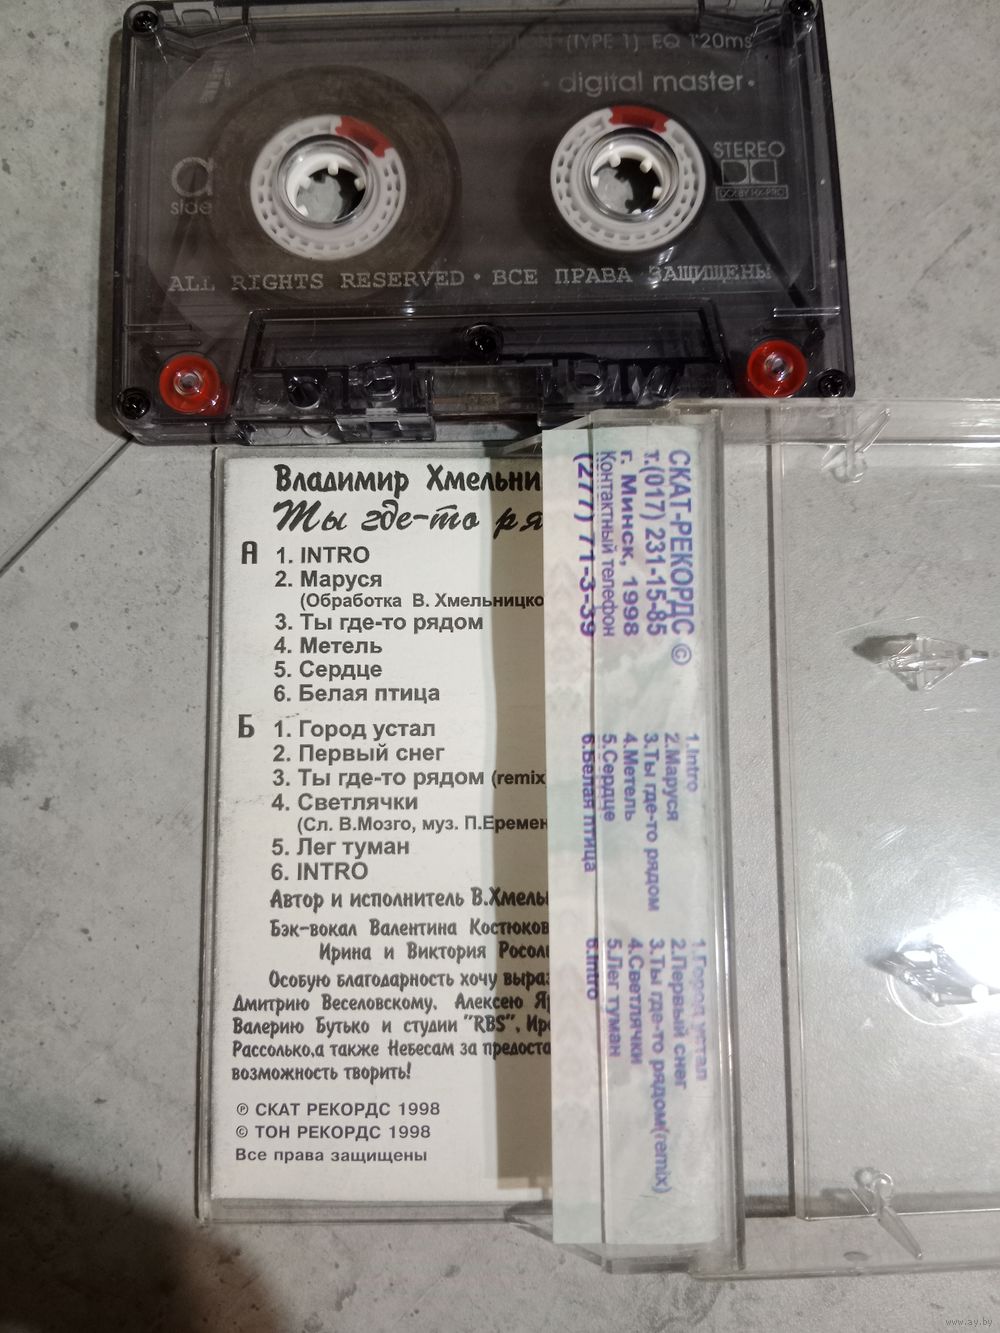 (TYPE 1) EQ 120ms
· digital master ·
a
side
STEREO
ALL RIGHTS RESERVED · ВСЕ ПРАВА ЗАЩИЩЕНЫ
Владимир Хмельни
Ты где-то ря
А
1. INTRO
2. Маруся
(Обработка В. Хмельницко
3. Ты где-то рядом
4. Метель
5. Сердце
6. Белая птица
Б
1. Город устал
2. Первый снег
3. Ты где-то рядом (remix
4. Светлячки
(Сл. В.Мозго, муз. П.Еремен
5. Лег туман
6. INTRO
Автор и исполнитель В.Хмель
Бэк-вокал Валентина Костюков
Ирина и Виктория Росол
Особую благодарность хочу выра
Дмитрию Веселовскому, Алексею Яр
Валерию Бутько и студии "RBS", Ир
Рассолько,а также Небесам за предоста
возможность творить!
℗ СКАТ РЕКОРДС 1998
© ТОН РЕКОРДС 1998
Все права защищены
СКАТ-РЕКОРДС ©
т.(017) 231-15-85
г. Минск, 1998
Контактный телефон
(277) 71-3-39
1.Intro
2.Маруся
3.Ты где-то рядом
4.Метель
5.Сердце
6.Белая птица
1.Город устал
2.Первый снег
3.Ты где-то рядом(remix)
4.Светлячки
5.Лег туман
6.Intro
www.ay.by